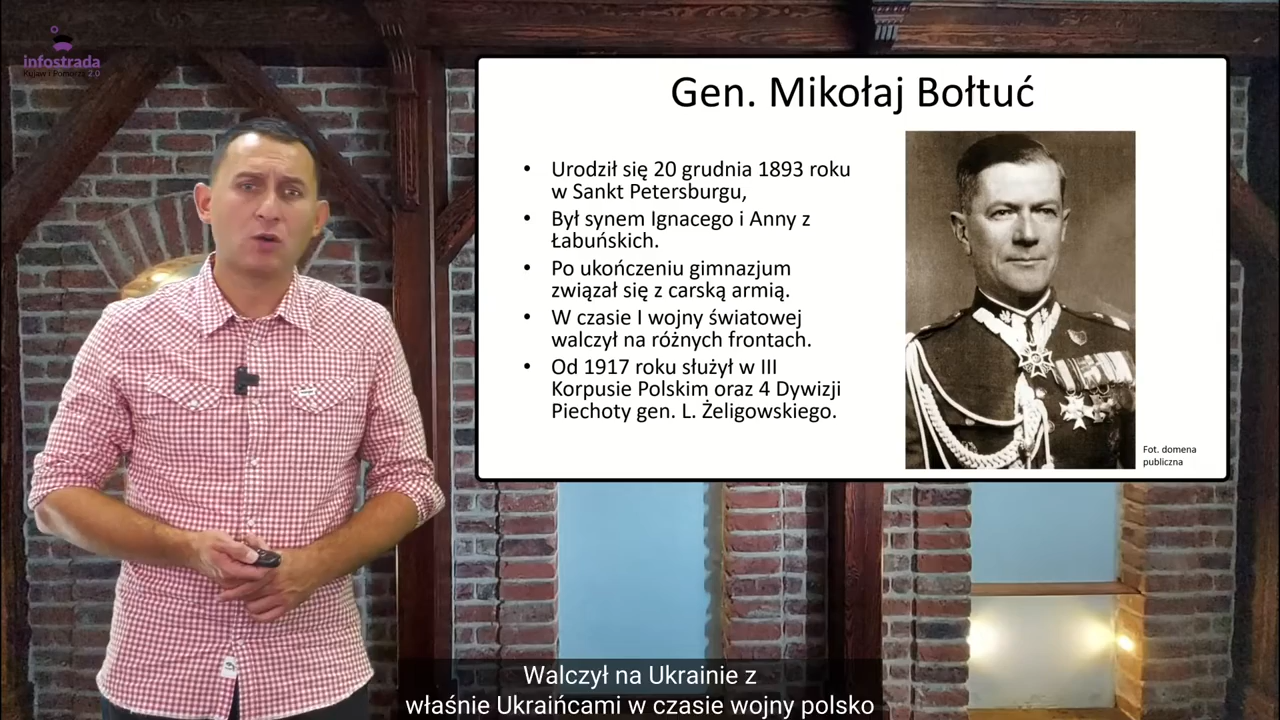 infostrada
Kujaw i Pomorza 2.0
Gen. Mikołaj Bołtuć
• Urodził się 20 grudnia 1893 roku
w Sankt Petersburgu,
• Był synem Ignacego i Anny z
Łabuńskich.
• Po ukończeniu gimnazjum
związał się z carską armią.
• W czasie I wojny światowej
walczył na różnych frontach.
• Od 1917 roku służył w III
Korpusie Polskim oraz 4 Dywizji
Piechoty gen. L. Żeligowskiego.
Fot. domena
publiczna
Walczył na Ukrainie z
właśnie Ukraińcami w czasie wojny polsko